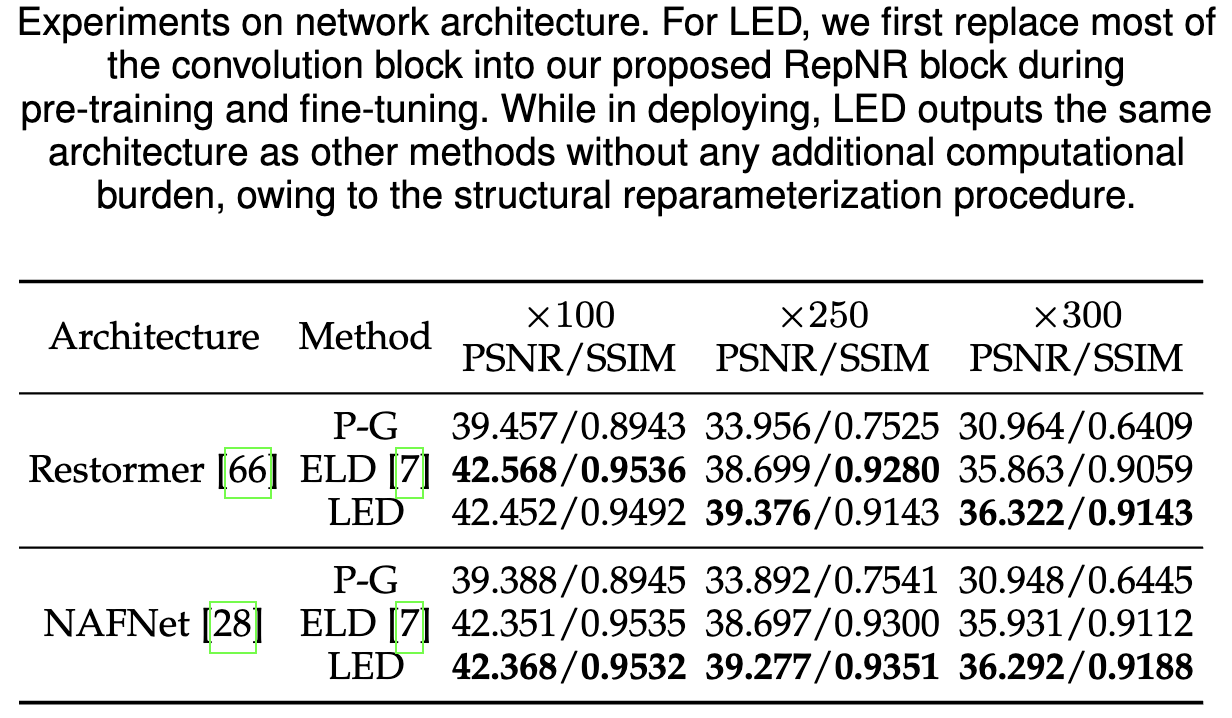 Experiments on network architecture. For LED, we first replace most of
the convolution block into our proposed RepNR block during
pre-training and fine-tuning. While in deploying, LED outputs the same
architecture as other methods without any additional computational
burden, owing to the structural reparameterization procedure.
Architecture Method ×100 PSNR/SSIM ×250 PSNR/SSIM ×300 PSNR/SSIM
P-G 39.457/0.8943 33.956/0.7525 30.964/0.6409
Restormer [66] ELD [7] 42.568/0.9536 38.699/0.9280 35.863/0.9059
LED 42.452/0.9492 39.376/0.9143 36.322/0.9143
P-G 39.388/0.8945 33.892/0.7541 30.948/0.6445
NAFNet [28] ELD [7] 42.351/0.9535 38.697/0.9300 35.931/0.9112
LED 42.368/0.9532 39.277/0.9351 36.292/0.9188